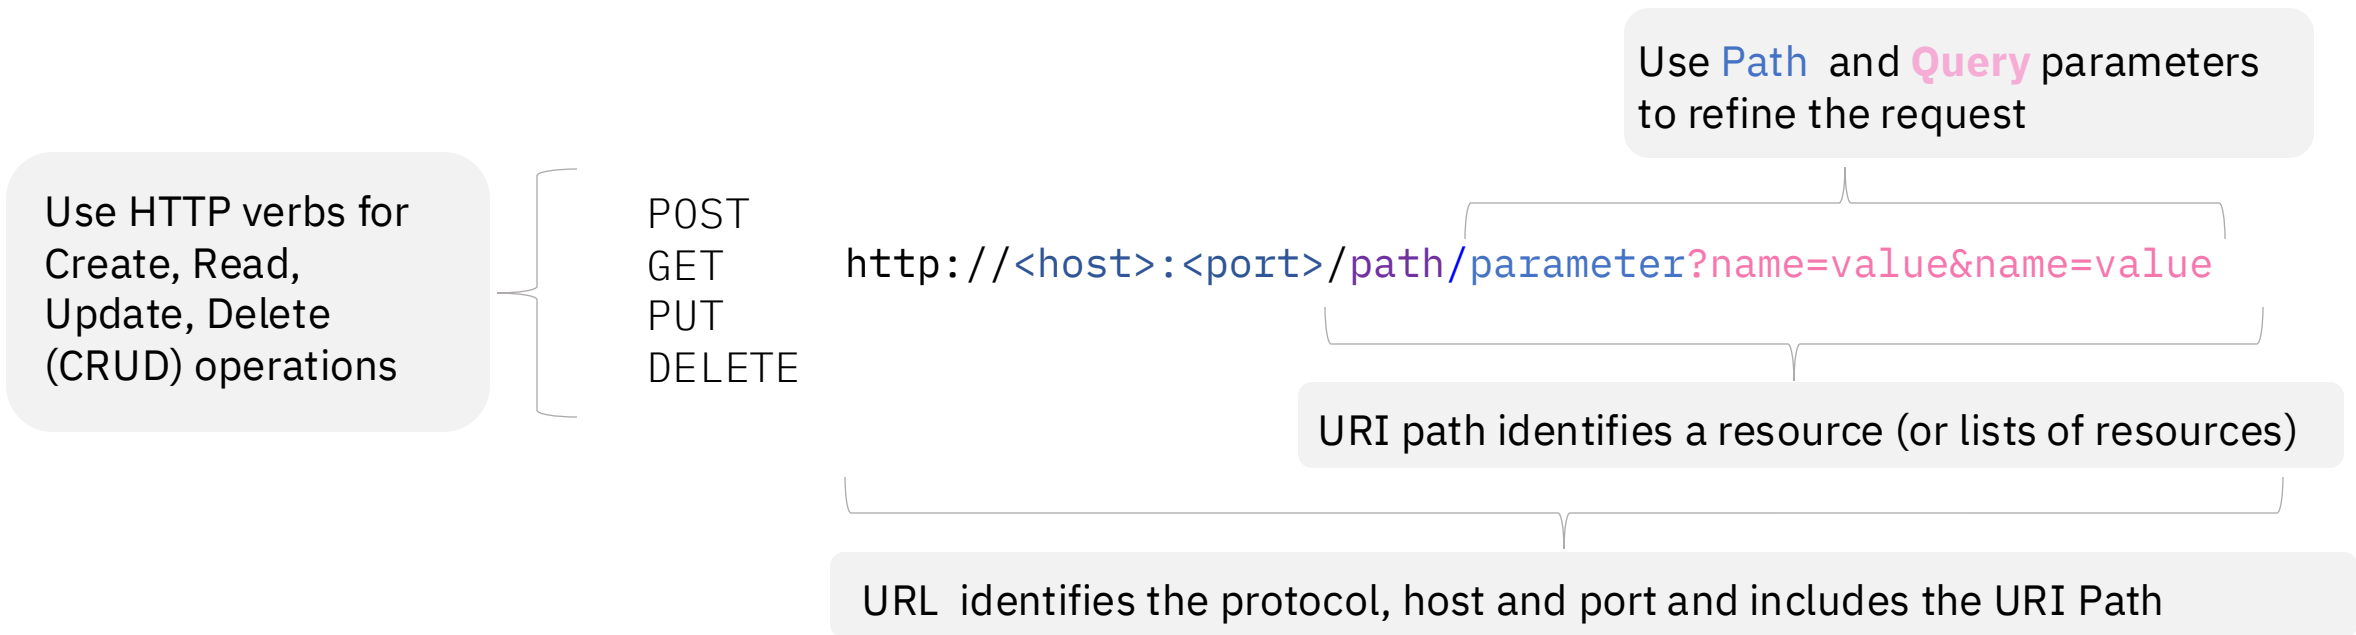 Use Path and Query parameters
to refine the request
Use HTTP verbs for
Create, Read,
Update, Delete
(CRUD) operations
POST
GET
PUT
DELETE
http://<host>:<port>/path/parameter?name=value&name=value
URI path identifies a resource (or lists of resources)
URL identifies the protocol, host and port and includes the URI Path